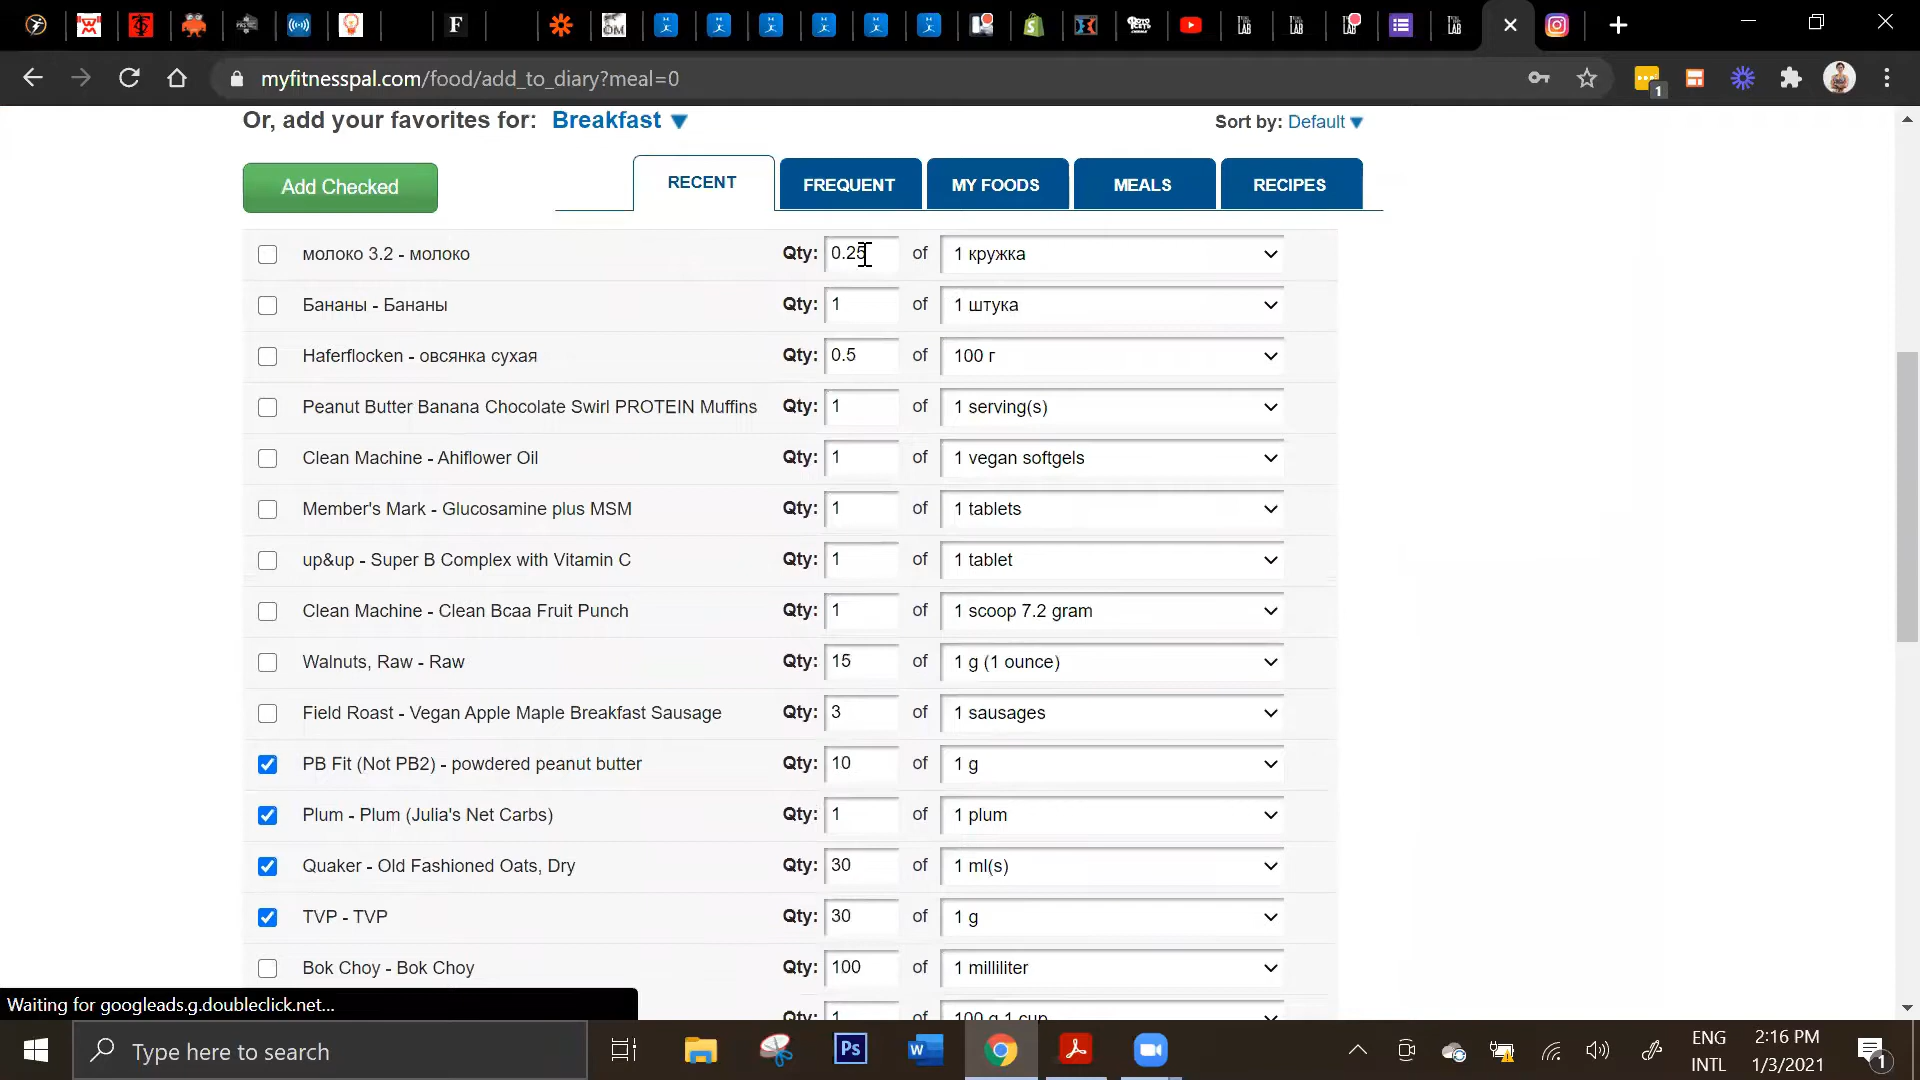 myfitnesspal.com/food/add_to_diary?meal=0
1
Or, add your favorites for: Breakfast
Sort by: Default
Add Checked
RECENT
FREQUENT
MY FOODS
MEALS
RECIPES
молоко 3.2 - молоко Qty: 0.25 of 1 кружка
Бананы - Бананы Qty: 1 of 1 штука
Haferflocken - овсянка сухая Qty: 0.5 of 100 г
Peanut Butter Banana Chocolate Swirl PROTEIN Muffins Qty: 1 of 1 serving(s)
Clean Machine - Ahiflower Oil Qty: 1 of 1 vegan softgels
Member's Mark - Glucosamine plus MSM Qty: 1 of 1 tablets
up&up - Super B Complex with Vitamin C Qty: 1 of 1 tablet
Clean Machine - Clean Bcaa Fruit Punch Qty: 1 of 1 scoop 7.2 gram
Walnuts, Raw - Raw Qty: 15 of 1 g (1 ounce)
Field Roast - Vegan Apple Maple Breakfast Sausage Qty: 3 of 1 sausages
PB Fit (Not PB2) - powdered peanut butter Qty: 10 of 1 g
Plum - Plum (Julia's Net Carbs) Qty: 1 of 1 plum
Quaker - Old Fashioned Oats, Dry Qty: 30 of 1 ml(s)
TVP - TVP Qty: 30 of 1 g
Bok Choy - Bok Choy Qty: 100 of 1 milliliter
Qty: 1 of 100 g 1 cup
Waiting for googleads.g.doubleclick.net...
Type here to search
Ps
ENG
INTL
2:16 PM
1/3/2021
1